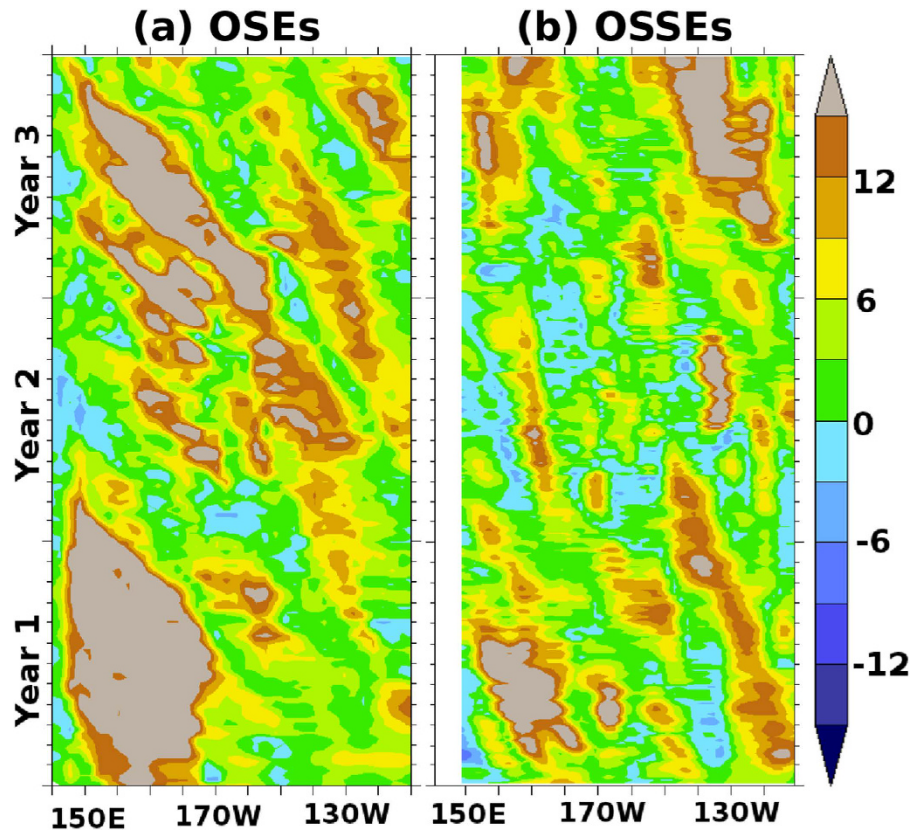 (a) OSEs
(b) OSSEs
Year 3
Year 2
Year 1
12
6
0
-6
-12
150E 170W 130W
150E 170W 130W